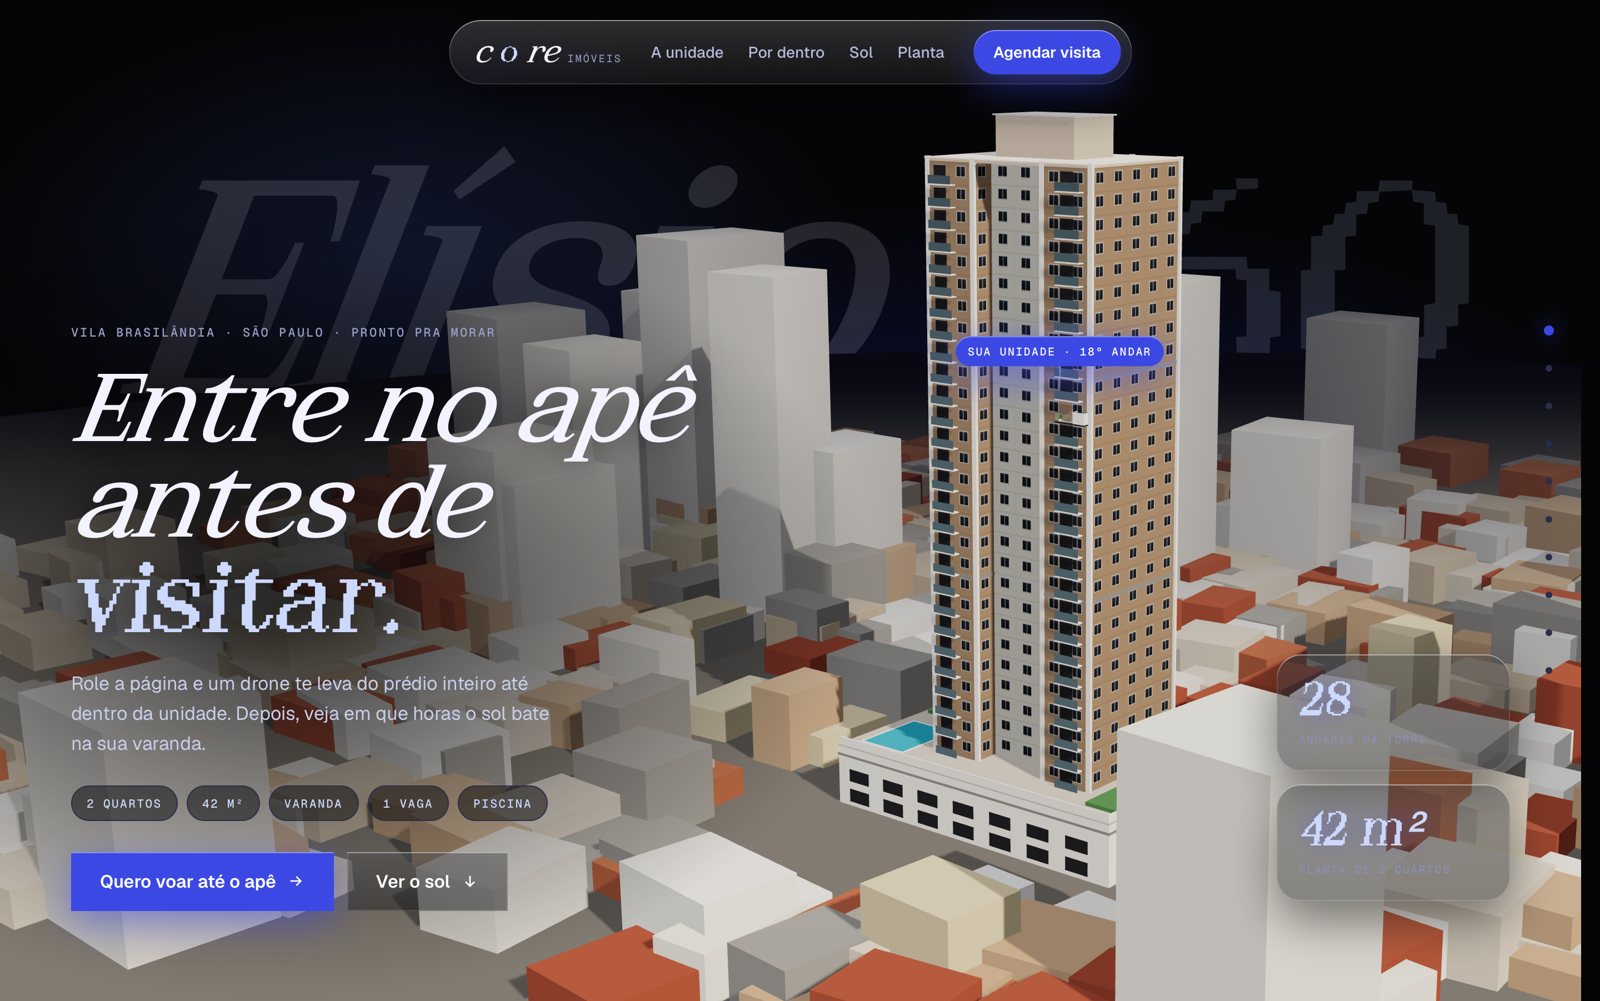 core IMÓVEIS
A unidade
Por dentro
Sol
Planta
Agendar visita
Elísio
VILA BRASILÂNDIA · SÃO PAULO · PRONTO PRA MORAR
Entre no apê
antes de
visitar.
Role a página e um drone te leva do prédio inteiro até
dentro da unidade. Depois, veja em que horas o sol bate
na sua varanda.
2 QUARTOS
42 M²
VARANDA
1 VAGA
PISCINA
Quero voar até o apê →
Ver o sol ↓
SUA UNIDADE · 18º ANDAR
28
ANDARES NA TORRE
42 m²
PLANTA DE 2 QUARTOS